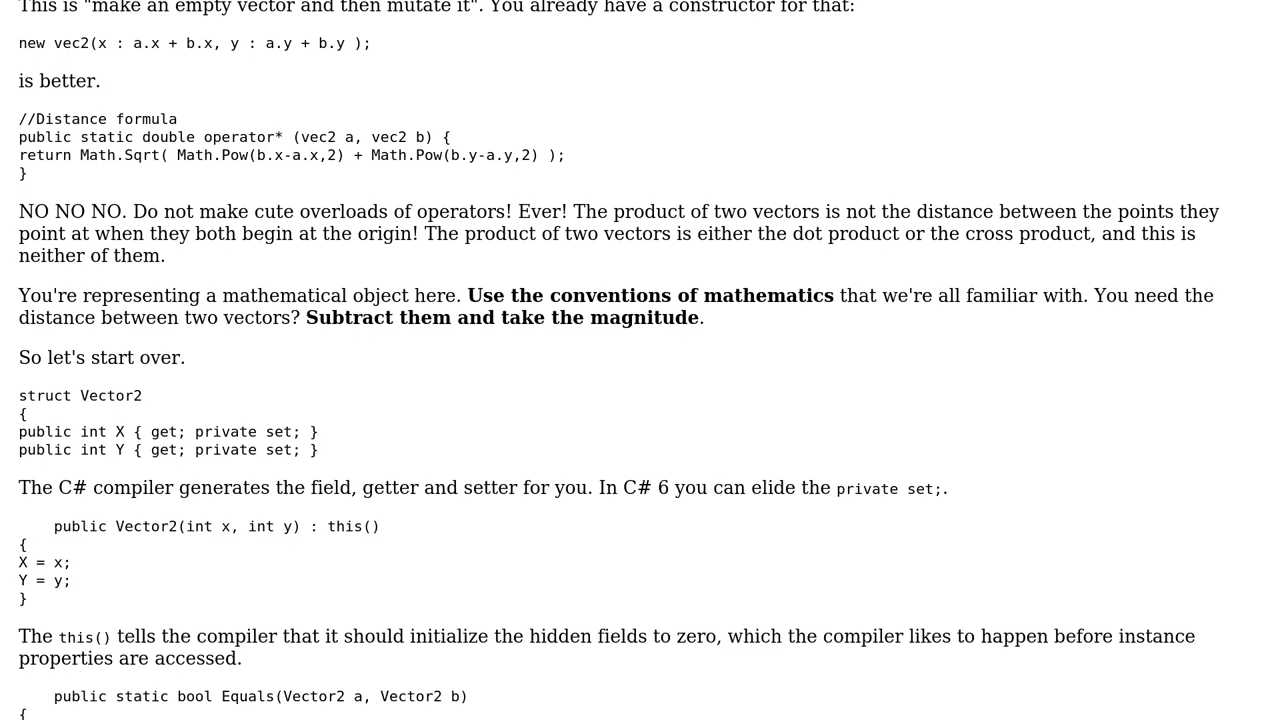 This is "make an empty vector and then mutate it". You already have a constructor for that:
new vec2(x : a.x + b.x, y : a.y + b.y );
is better.
//Distance formula
public static double operator* (vec2 a, vec2 b) {
return Math.Sqrt( Math.Pow(b.x-a.x,2) + Math.Pow(b.y-a.y,2) );
}
NO NO NO. Do not make cute overloads of operators! Ever! The product of two vectors is not the distance between the points they
point at when they both begin at the origin! The product of two vectors is either the dot product or the cross product, and this is
neither of them.
You're representing a mathematical object here. Use the conventions of mathematics that we're all familiar with. You need the
distance between two vectors? Subtract them and take the magnitude.
So let's start over.
struct Vector2
{
public int X { get; private set; }
public int Y { get; private set; }
The C# compiler generates the field, getter and setter for you. In C# 6 you can elide the private set;.
public Vector2(int x, int y) : this()
{
X = x;
Y = y;
}
The this() tells the compiler that it should initialize the hidden fields to zero, which the compiler likes to happen before instance
properties are accessed.
public static bool Equals(Vector2 a, Vector2 b)
{